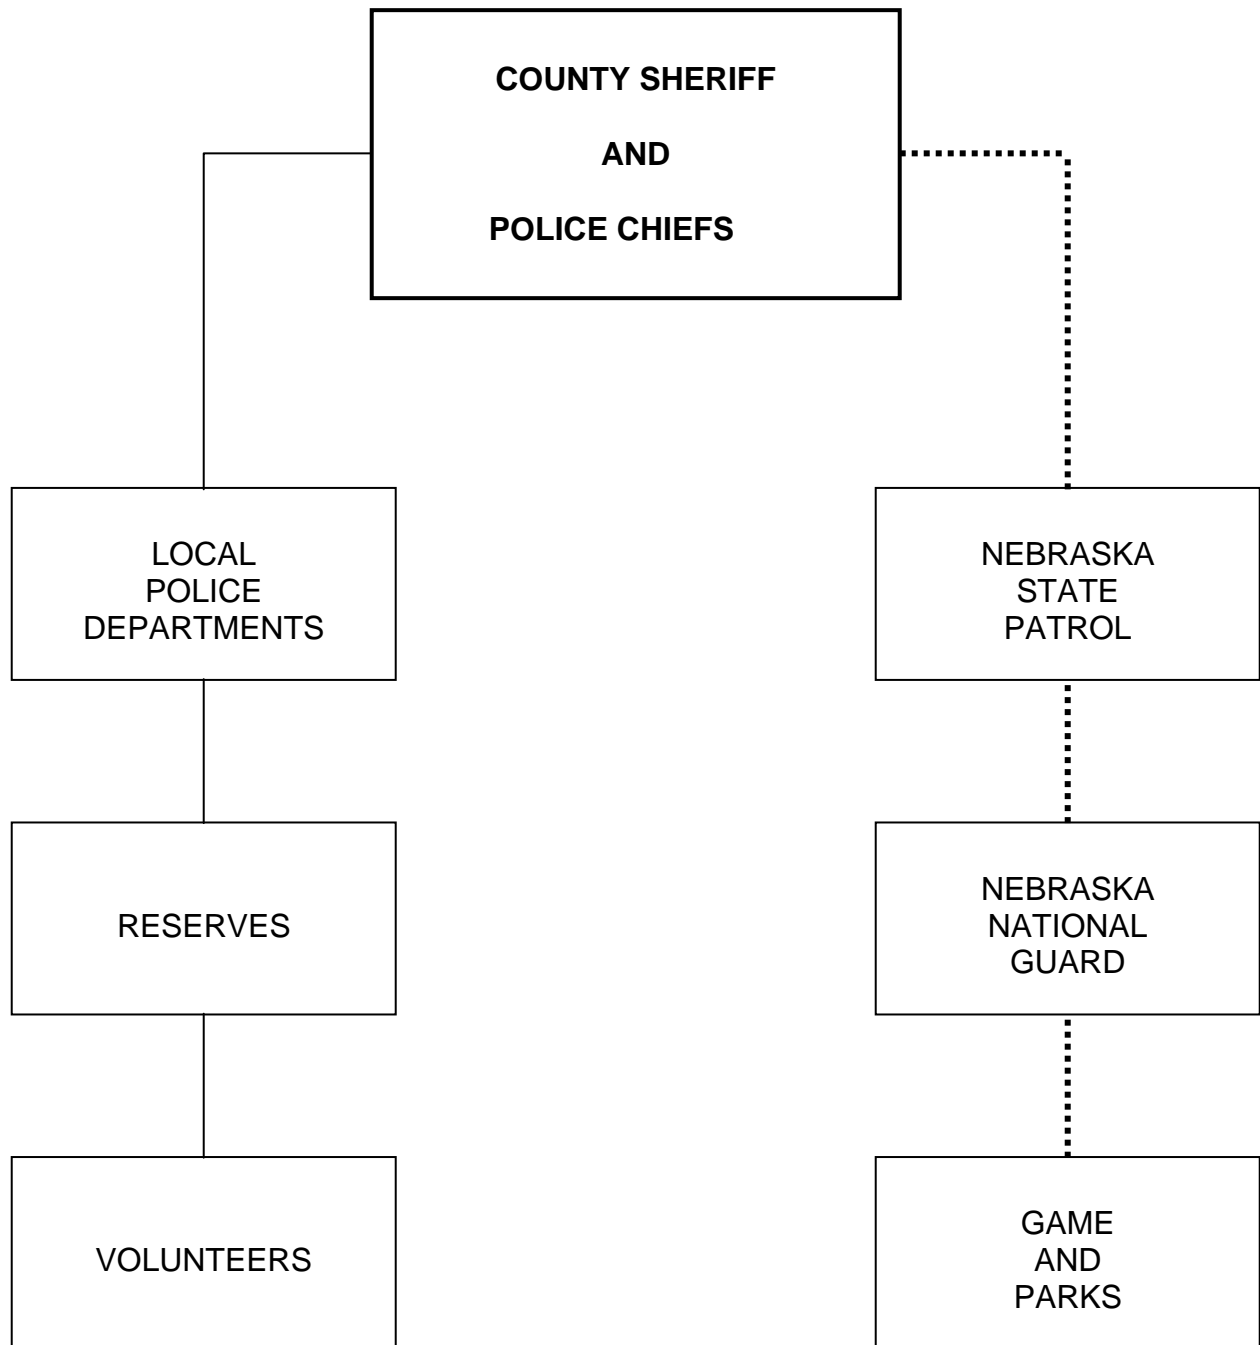 COUNTY SHERIFF
AND
POLICE CHIEFS
LOCAL
POLICE
DEPARTMENTS
NEBRASKA
STATE
PATROL
RESERVES
NEBRASKA
NATIONAL
GUARD
VOLUNTEERS
GAME
AND
PARKS